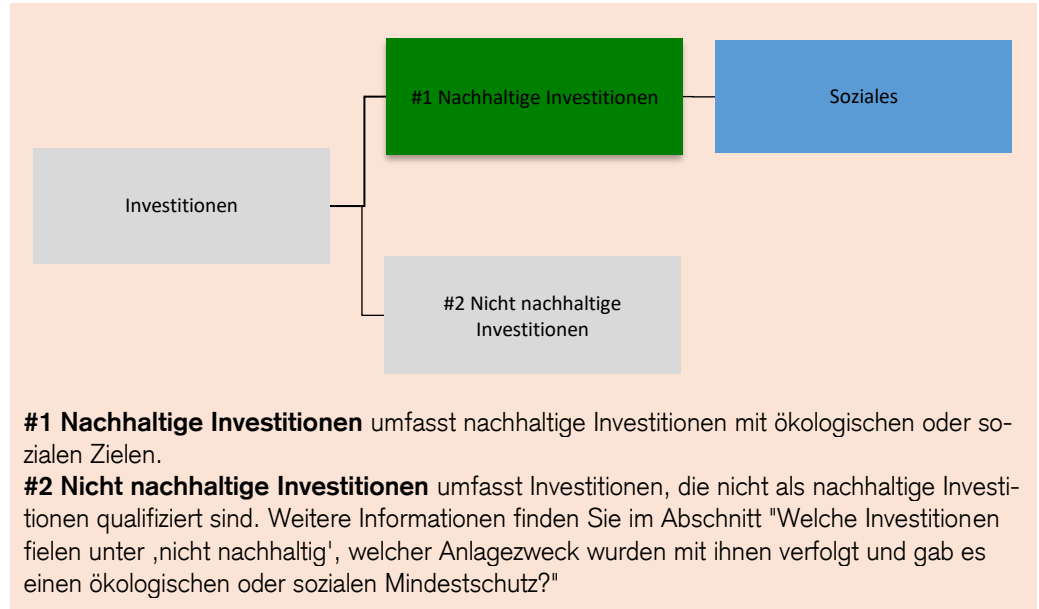 #1 Nachhaltige Investitionen
Soziales
Investitionen
#2 Nicht nachhaltige
Investitionen
#1 Nachhaltige Investitionen umfasst nachhaltige Investitionen mit ökologischen oder so-
zialen Zielen.
#2 Nicht nachhaltige Investitionen umfasst Investitionen, die nicht als nachhaltige Investi-
tionen qualifiziert sind. Weitere Informationen finden Sie im Abschnitt "Welche Investitionen
fielen unter ‚nicht nachhaltig', welcher Anlagezweck wurden mit ihnen verfolgt und gab es
einen ökologischen oder sozialen Mindestschutz?"